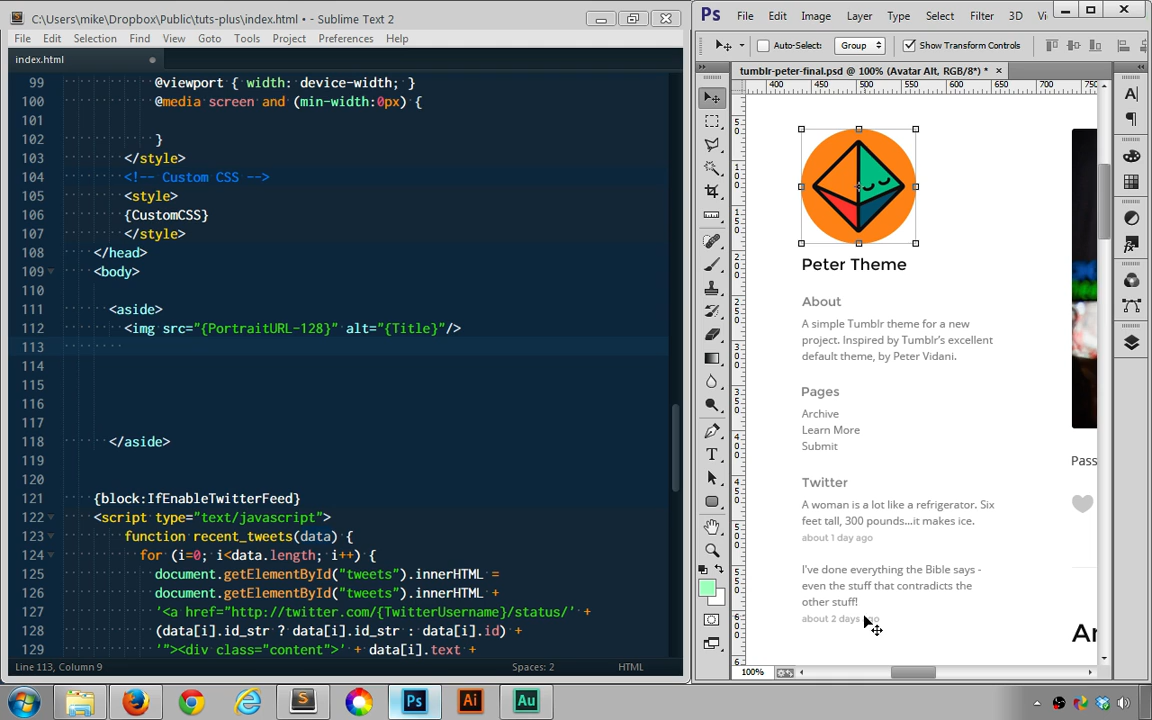 C:\Users\mike\Dropbox\Public\tuts-plus\index.html • - Sublime Text 2
File Edit Selection Find View Goto Tools Project Preferences Help
index.html
99 @viewport { width: device-width; }
100 @media screen and (min-width:0px) {
101
102 }
103 </style>
104 <!-- Custom CSS -->
105 <style>
106 {CustomCSS}
107 </style>
108 </head>
109 <body>
110
111 <aside>
112 <img src="{PortraitURL-128}" alt="{Title}"/>
113
114
115
116
117
118 </aside>
119
120
121 {block:IfEnableTwitterFeed}
122 <script type="text/javascript">
123 function recent_tweets(data) {
124 for (i=0; i<data.length; i++) {
125 document.getElementById("tweets").innerHTML =
126 document.getElementById("tweets").innerHTML +
127 '<a href="http://twitter.com/{TwitterUsername}/status/' +
128 (data[i].id_str ? data[i].id_str : data[i].id) +
129 '"><div class="content">' + data[i].text +
Line 113, Column 9
Spaces: 2
HTML
Ps File Edit Image Layer Type Select Filter 3D Vi
Auto-Select: Group Show Transform Controls
tumblr-peter-final.psd @ 100% (Avatar Alt, RGB/8*) *
400 450 500 550 600 650 700 750
Peter Theme
About
A simple Tumblr theme for a new
project. Inspired by Tumblr's excellent
default theme, by Peter Vidani.
Pages
Archive
Learn More
Submit
Twitter
A woman is a lot like a refrigerator. Six
feet tall, 300 pounds...it makes ice.
about 1 day ago
I've done everything the Bible says -
even the stuff that contradicts the
other stuff!
about 2 days ago
Pass
Ar
100%
Ps Ai Au